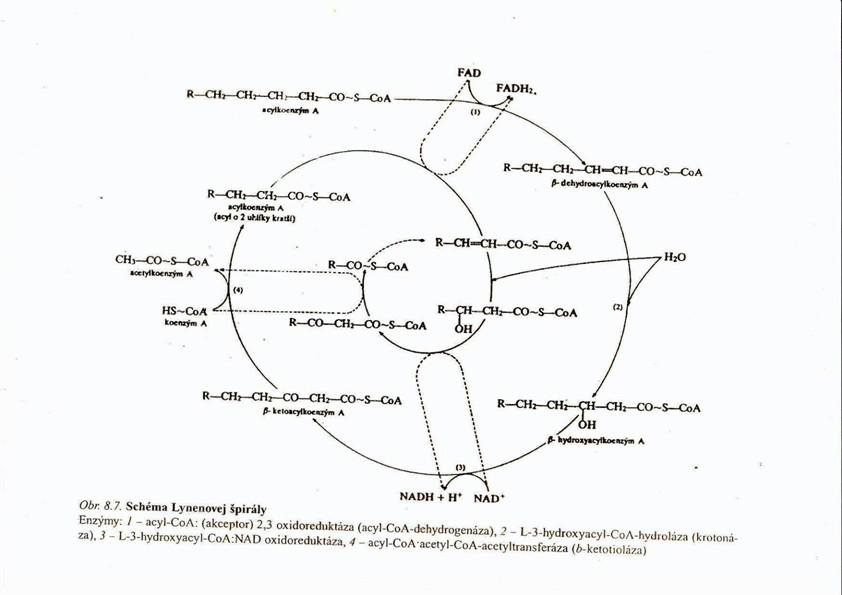 FAD
FADH₂
R—CH₂—CH₂—CH₂—CH₂—CO~S—CoA
acylkoenzým A
(1)
R—CH₂—CH₂—CH=CH—CO~S—CoA
β-dehydroacylkoenzým A
R—CH₂—CH₂—CO~S—CoA
acylkoenzým A
(acyl o 2 uhlíky kratší)
R—CH=CH—CO~S—CoA
CH₃—CO~S—CoA
acetylkoenzým A
R—CO~S—CoA
H₂O
(4)
(2)
HS~CoA
koenzým A
R—CH—CH₂—CO~S—CoA
OH
R—CO—CH₂—CO~S—CoA
R—CH₂—CH₂—CO—CH₂—CO~S—CoA
β-ketoacylkoenzým A
R—CH₂—CH₂—CH—CH₂—CO~S—CoA
OH
β-hydroxyacylkoenzým A
(3)
NADH + H⁺ NAD⁺
Obr. 8.7. Schéma Lynenovej špirály
Enzýmy: 1 – acyl-CoA: (akceptor) 2,3 oxidoreduktáza (acyl-CoA-dehydrogenáza), 2 – L-3-hydroxyacyl-CoA-hydroláza (krotoná-
za), 3 – L-3-hydroxyacyl-CoA:NAD oxidoreduktáza, 4 – acyl-CoA·acetyl-CoA-acetyltransferáza (b-ketotioláza)